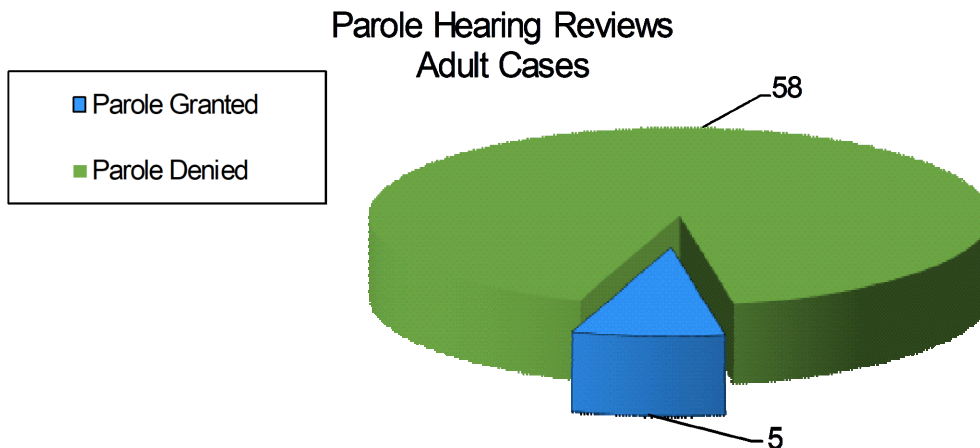 Parole Hearing Reviews
Adult Cases
Parole Granted
Parole Denied
58
5